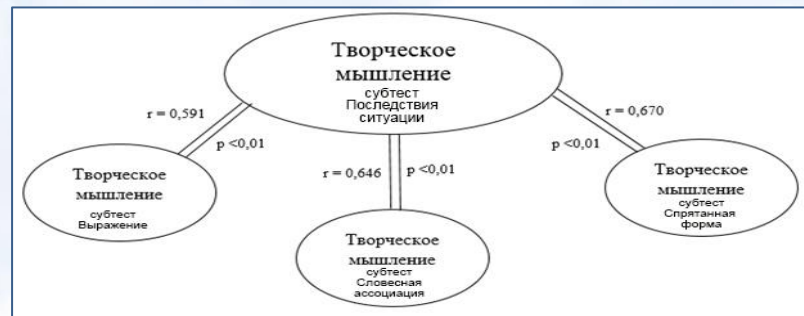 Творческое
мышление
субтест
Последствия
ситуации
r = 0,591
p <0,01
r = 0,646
p <0,01
r = 0,670
p <0,01
Творческое
мышление
субтест
Выражение
Творческое
мышление
субтест
Словесная
ассоциация
Творческое
мышление
субтест
Спрятанная
форма